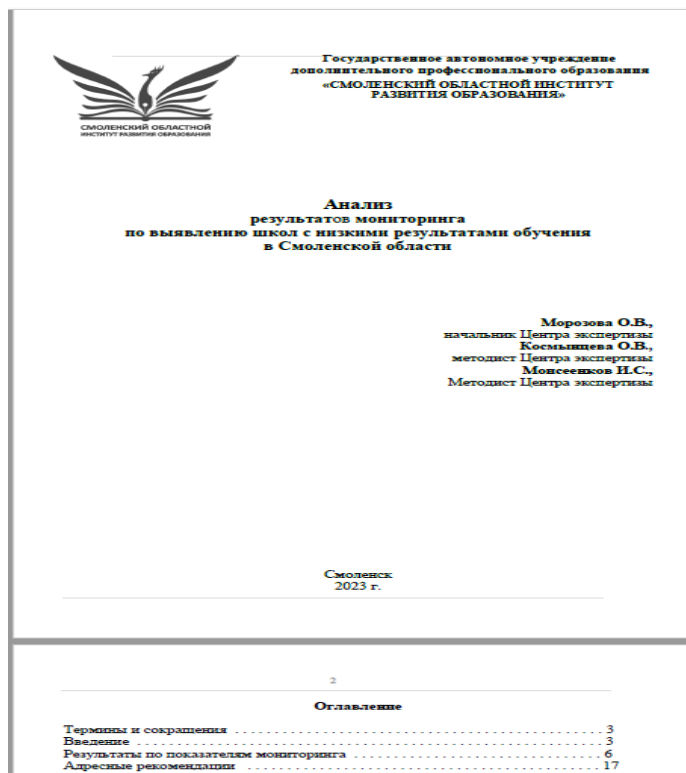 Государственное автономное учреждение
дополнительного профессионального образования
«СМОЛЕНСКИЙ ОБЛАСТНОЙ ИНСТИТУТ
РАЗВИТИЯ ОБРАЗОВАНИЯ»
СМОЛЕНСКИЙ ОБЛАСТНОЙ
ИНСТИТУТ РАЗВИТИЯ ОБРАЗОВАНИЯ
Анализ
результатов мониторинга
по выявлению школ с низкими результатами обучения
в Смоленской области
Морозова О.В.,
начальник Центра экспертизы
Космынцева О.В.,
методист Центра экспертизы
Моисеенков И.С.,
Методист Центра экспертизы
Смоленск
2023 г.
2
Оглавление
Термины и сокращения . . . . . . . . . . . . . . . . . . . . . . . . . . . . . . . . . . . . . . . . . . . . . . 3
Введение . . . . . . . . . . . . . . . . . . . . . . . . . . . . . . . . . . . . . . . . . . . . . . . . . . . . . . . . . . 3
Результаты по показателям мониторинга . . . . . . . . . . . . . . . . . . . . . . . . . . . . . . . 6
Адресные рекомендации . . . . . . . . . . . . . . . . . . . . . . . . . . . . . . . . . . . . . . . . . . . . 17